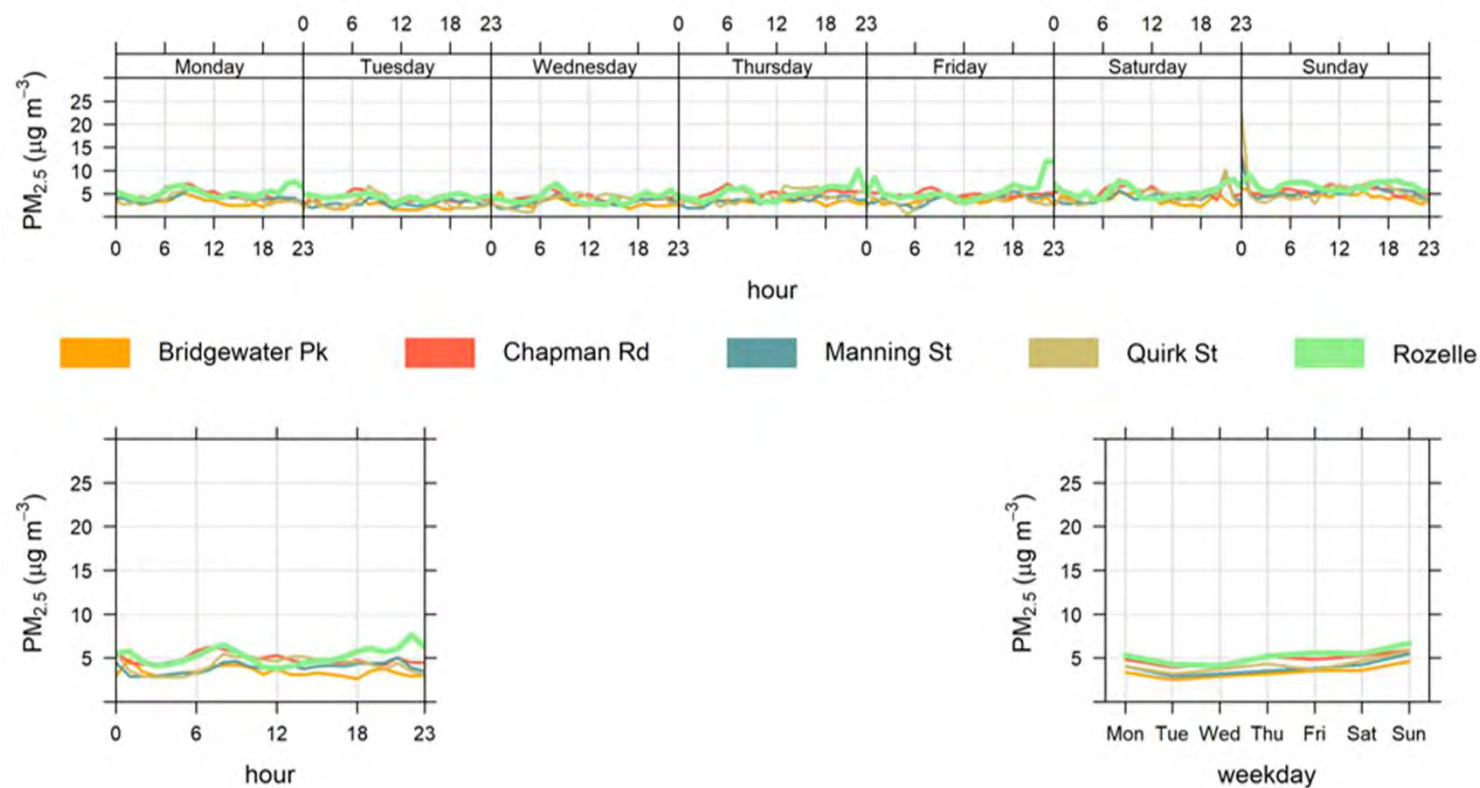 0 6 12 18 23 0 6 12 18 23 0 6 12 18 23
Monday Tuesday Wednesday Thursday Friday Saturday Sunday
PM2.5 (μg m−3)
25
20
15
10
5
0 6 12 18 23 0 6 12 18 23 0 6 12 18 23 0 6 12 18 23
hour
Bridgewater Pk Chapman Rd Manning St Quirk St Rozelle
PM2.5 (μg m−3)
25
20
15
10
5
0 6 12 18 23
hour
PM2.5 (μg m−3)
25
20
15
10
5
Mon Tue Wed Thu Fri Sat Sun
weekday